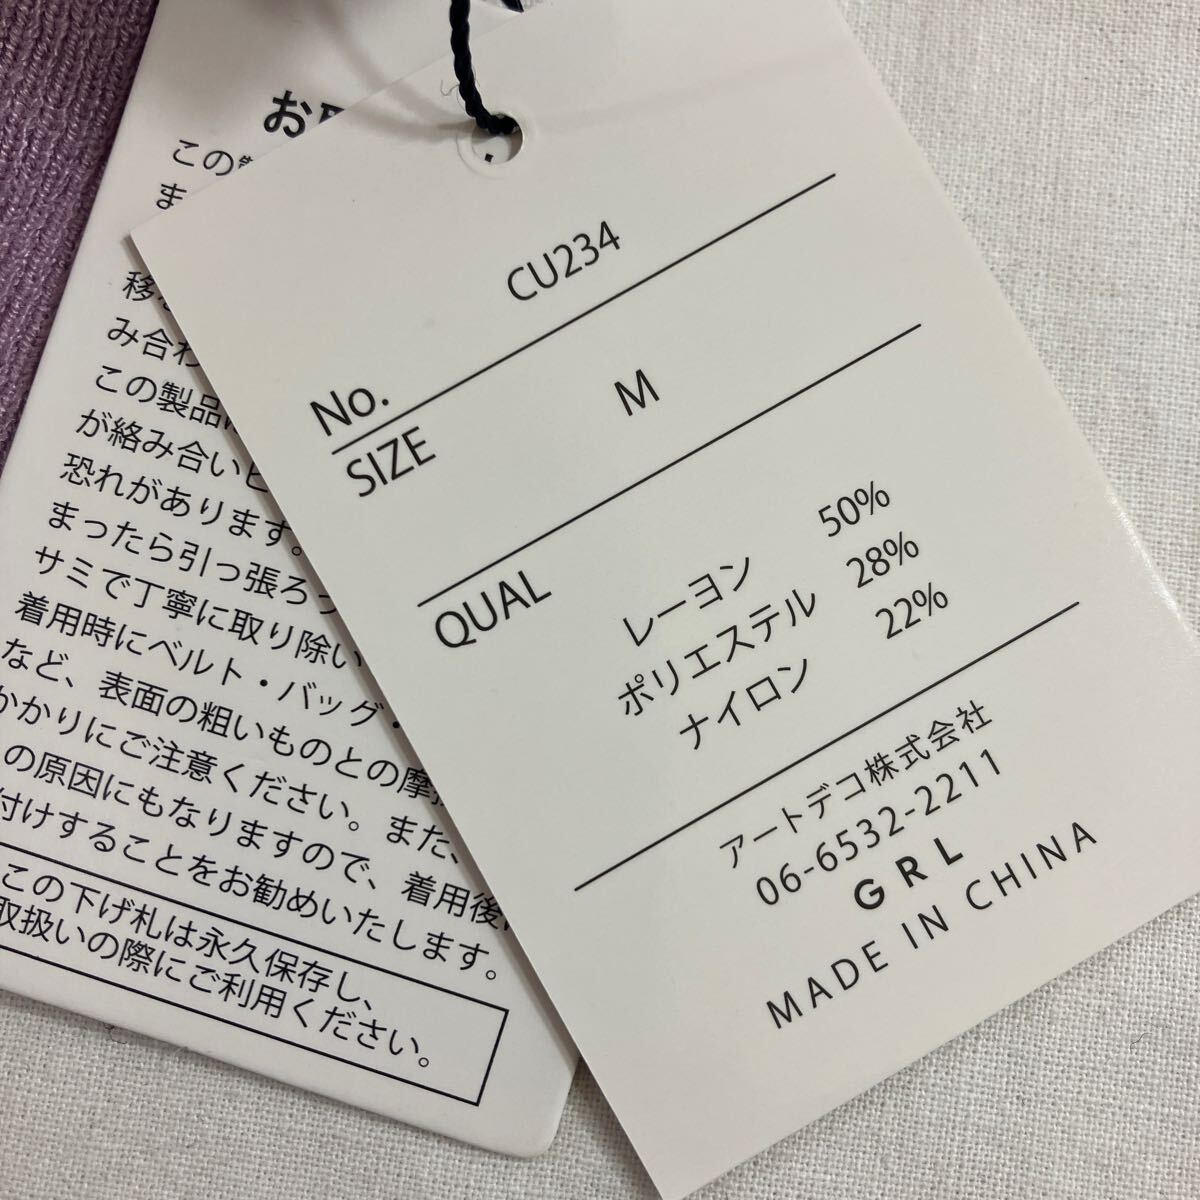 No. CU234
SIZE M
QUAL レーヨン 50%
ポリエステル 28%
ナイロン 22%
アートデコ株式会社
06-6532-2211
GRL
MADE IN CHINA
お
この
ま
移
み合わ
この製品
が絡み合いピ
恐れがあります。
まったら引っ張ろう
サミで丁寧に取り除い
着用時にベルト・バッグ・
など、表面の粗いものとの摩
かかりにご注意ください。また、
の原因にもなりますので、着用後
付けすることをお勧めいたします。
この下げ札は永久保存し、
取扱いの際にご利用ください。